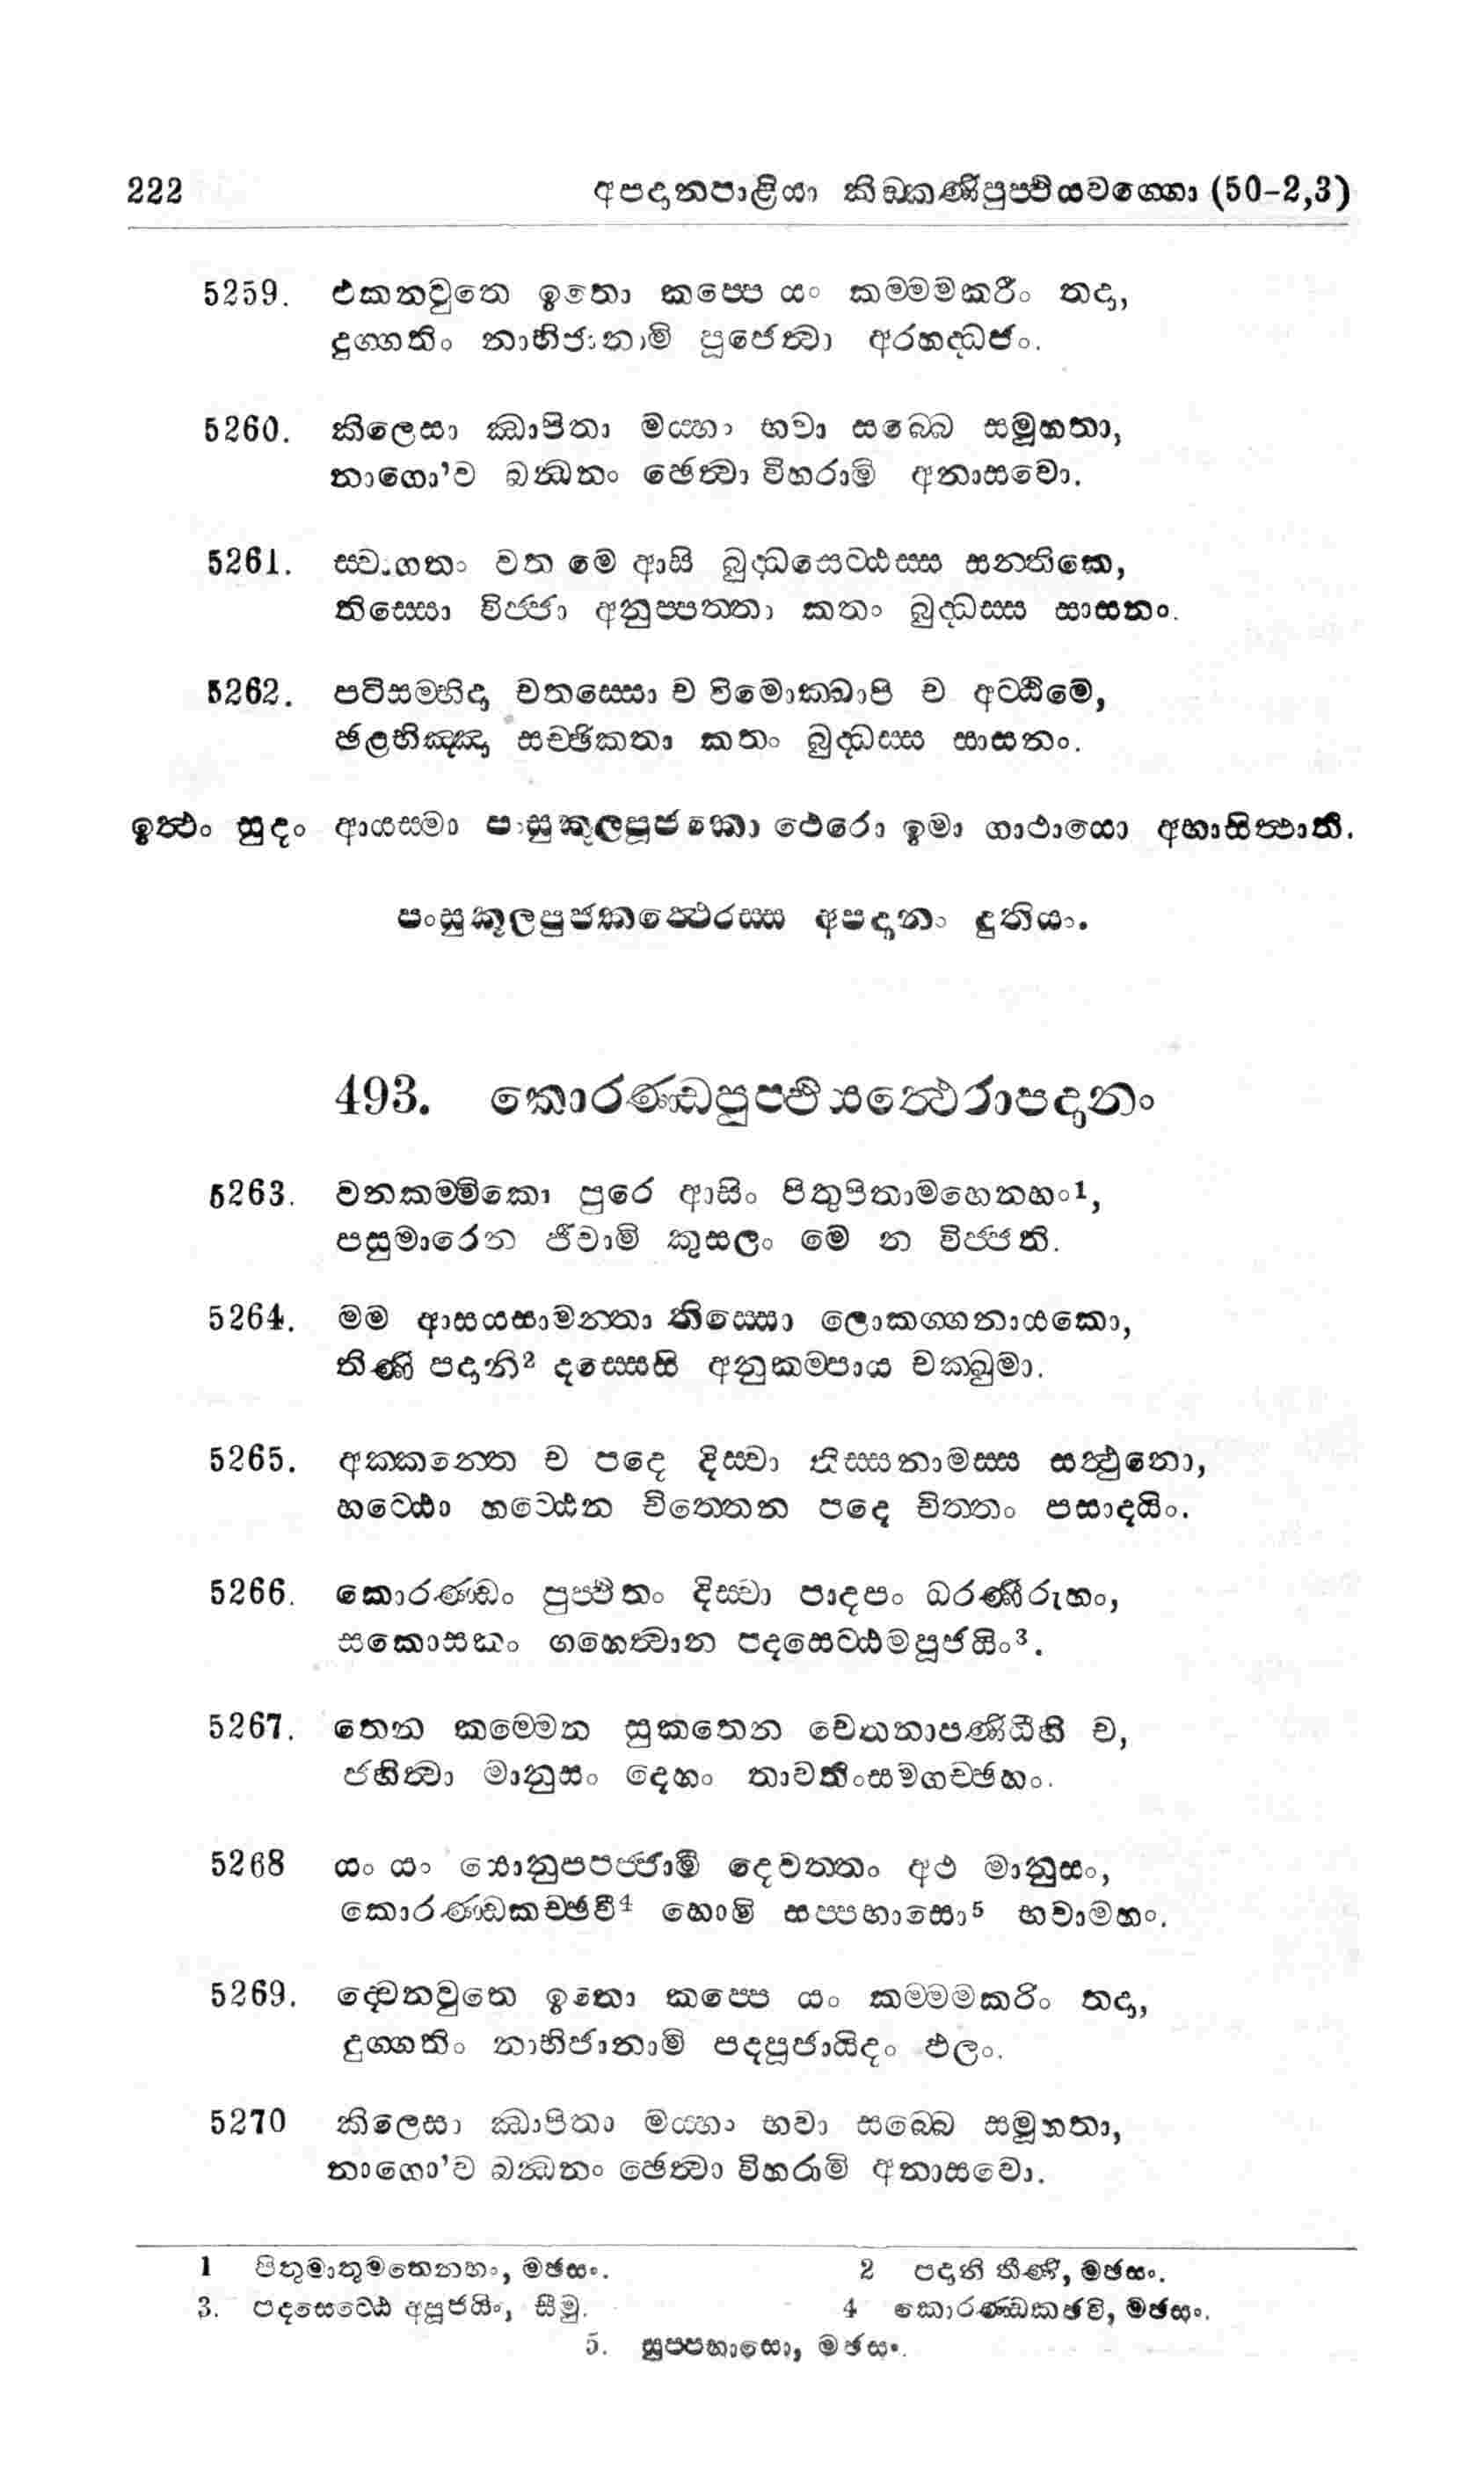 222 අපදානපාළියා කිඞ්කණිපුප්ඵියවග්ගො (50-2,3)
5259. එකනවුතෙ ඉතො කප්පෙ යං කම්මමකරීං තදා,
දුග්ගතිං නාභිජානාමි පූජෙත්වා අරහද්ධජං.
5260. කිලෙසා ඣාපිතා මය්හං භවා සබ්බෙ සමූහතා,
නාගො'ව බන්ධනං ඡෙත්වා විහරාමි අනාසවො.
5261. ස්වාගතං වත මෙ ආසි බුද්ධසෙට්ඨස්ස සන්තිකෙ,
තිස්සො විජ්ජා අනුප්පත්තා කතං බුද්ධස්ස සාසනං.
5262. පටිසම්භිදා චතස්සො ච විමොක්ඛාපි ච අට්ඨිමෙ,
ඡළභිඤ්ඤා සච්ඡිකතා කතං බුද්ධස්ස සාසනං.
ඉත්ථං සුදං ආයස්මා පංසුකූලපූජකො ථෙරො ඉමා ගාථායො අභාසිත්ථාති.
පංසුකූලපුජකත්ථෙරස්ස අපදානං දුතියං.
493. කොරණ්ඩපුප්ඵියත්ථෙරාපදානං
5263. වනකම්මිකො පුරෙ ආසිං පිතුපිතාමහෙනහං1,
පසුමාරෙන ජීවාමි කුසලං මෙ න විජ්ජති.
5264. මම ආසයසාමන්තා තිස්සො ලොකග්ගනායකො,
තිණි පදානි2 දස්සෙසි අනුකම්පාය චක්ඛුමා.
5265. අක්කන්තෙ ච පදෙ දිස්වා තිස්සනාමස්ස සත්ථුනො,
හට්ඨො හට්ඨෙන චිත්තෙන පදෙ චිත්තං පසාදයිං.
5266. කොරණ්ඩං පුප්ඵිතං දිස්වා පාදපං ධරණීරුහං,
සකොසකං ගහෙත්වාන පදසෙට්ඨමපූජයිං3.
5267. තෙන කම්මෙන සුකතෙන චෙතනාපණිධීහි ච,
ජහිත්වා මානුසං දෙහං තාවතිංසමගච්ඡහං.
5268 යං යං යොනුපපජ්ජාමි දෙවත්තං අථ මානුසං,
කොරණ්ඩකච්ඡවී4 හොමි සප්පභාසො5 භවාමහං.
5269. ද්වෙනවුතෙ ඉතො කප්පෙ යං කම්මමකරිං තදා,
දුග්ගතිං නාභිජානාමි පදපූජායිදං ඵලං.
5270 කිලෙසා ඣාපිතා මය්හං භවා සබ්බෙ සමූහතා,
නාගො'ව බන්ධනං ඡෙත්වා විහරාමි අනාසවො.
1 පිතුමාතුමතෙනහං, මඡසං.
2 පදානි තීණි, මඡසං.
3. පදසෙට්ඨෙ අපූජයිං, සීමු.
4 කොරණ්ඩකඡවි, මඡසං.
5. සුප්පභාසො, මඡසං.